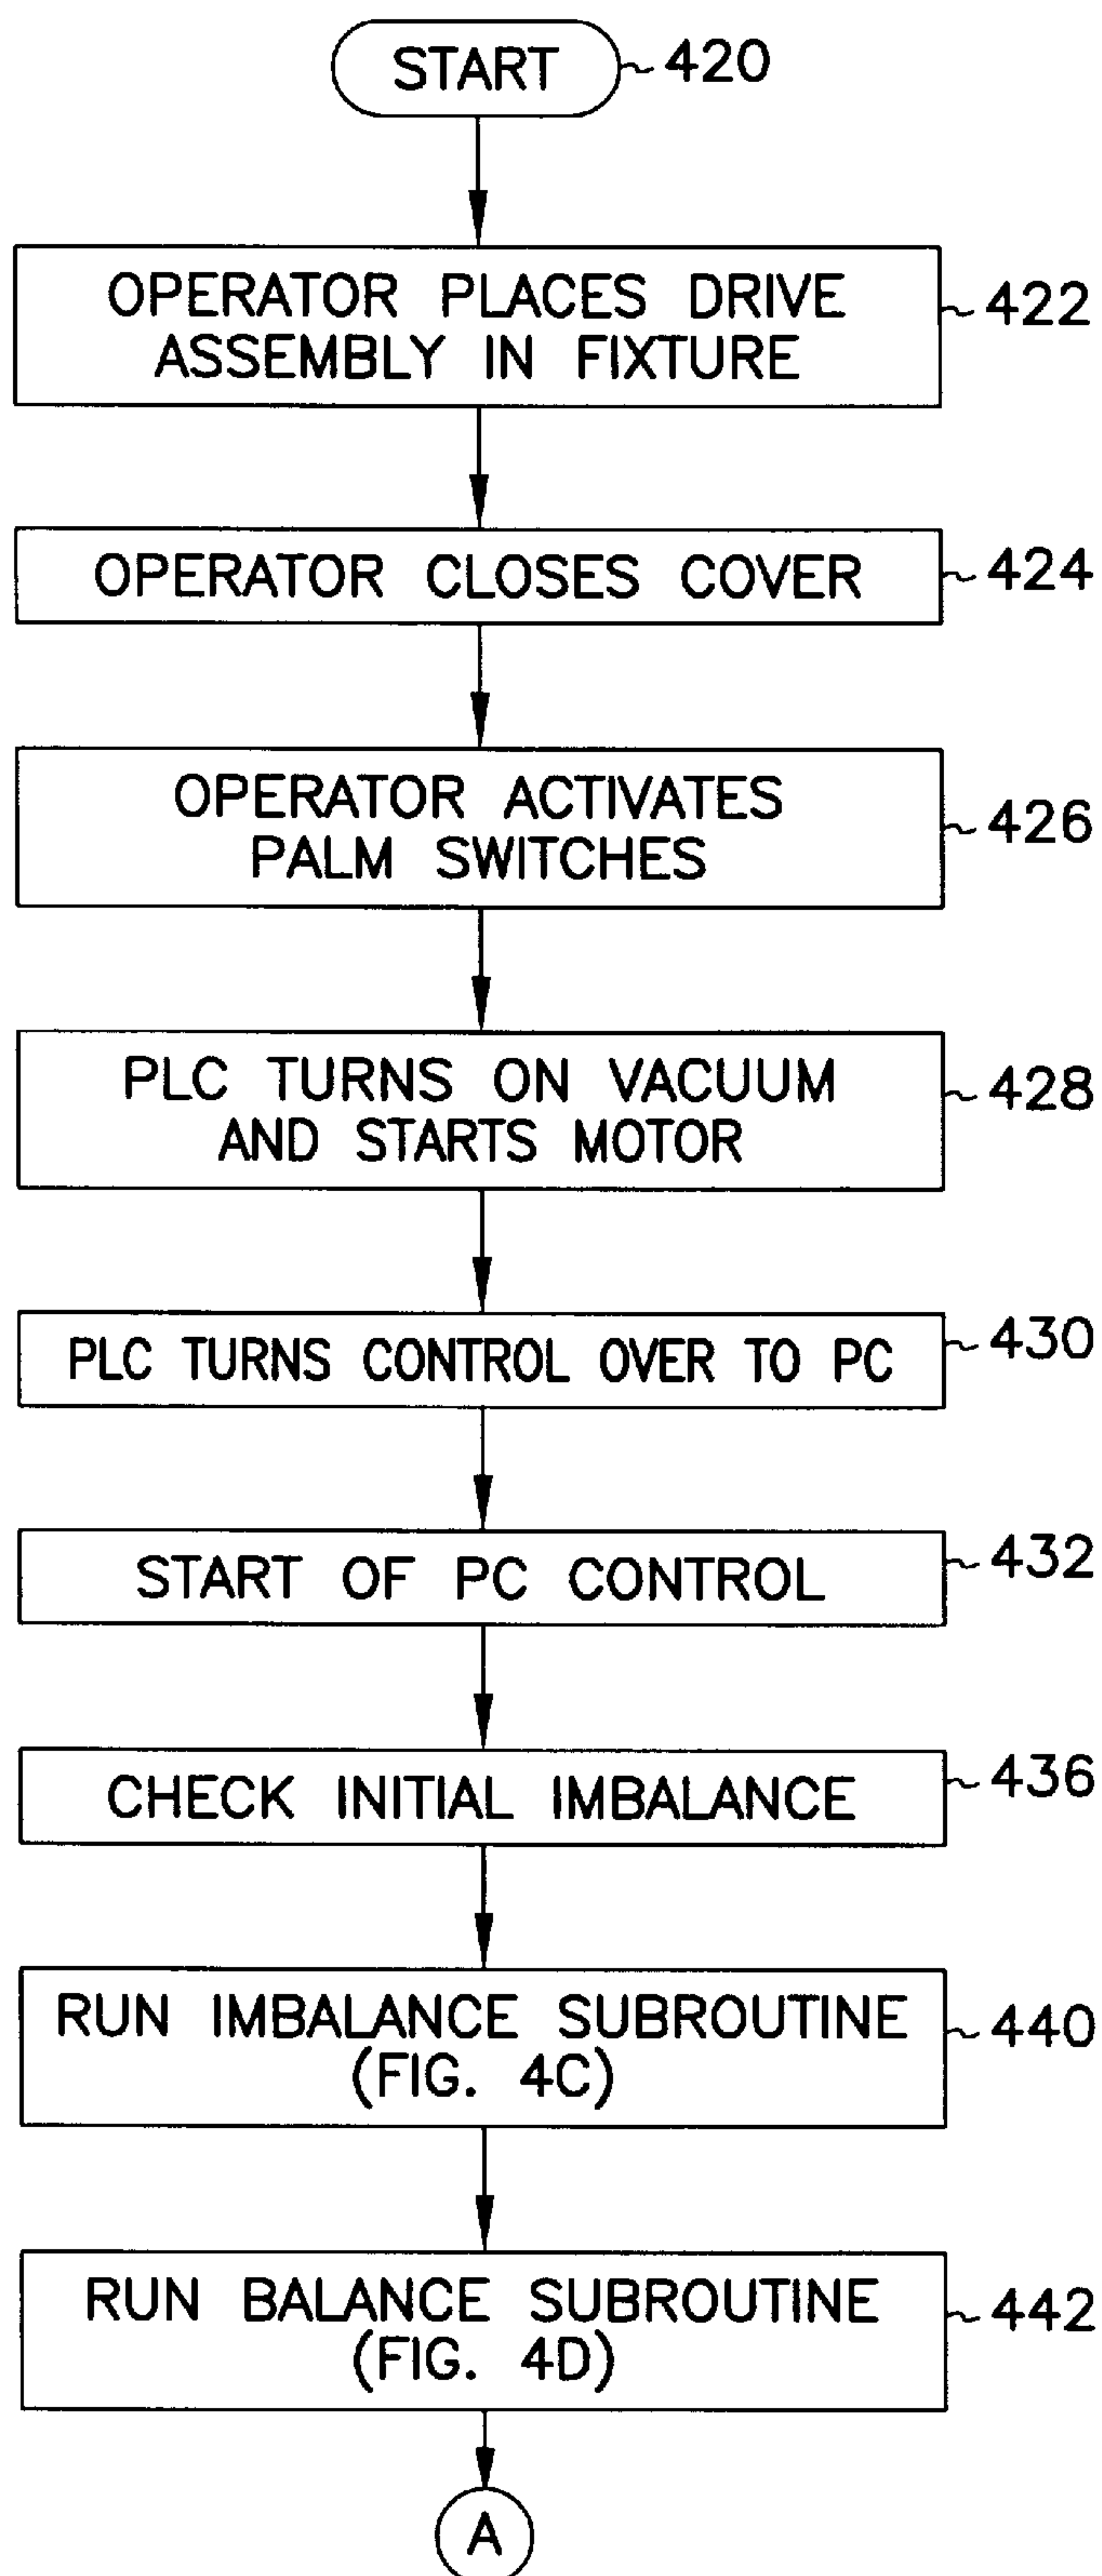 START 420
OPERATOR PLACES DRIVE 422
ASSEMBLY IN FIXTURE
OPERATOR CLOSES COVER 424
OPERATOR ACTIVATES 426
PALM SWITCHES
PLC TURNS ON VACUUM 428
AND STARTS MOTOR
PLC TURNS CONTROL OVER TO PC 430
START OF PC CONTROL 432
CHECK INITIAL IMBALANCE 436
RUN IMBALANCE SUBROUTINE 440
(FIG. 4C)
RUN BALANCE SUBROUTINE 442
(FIG. 4D)
A